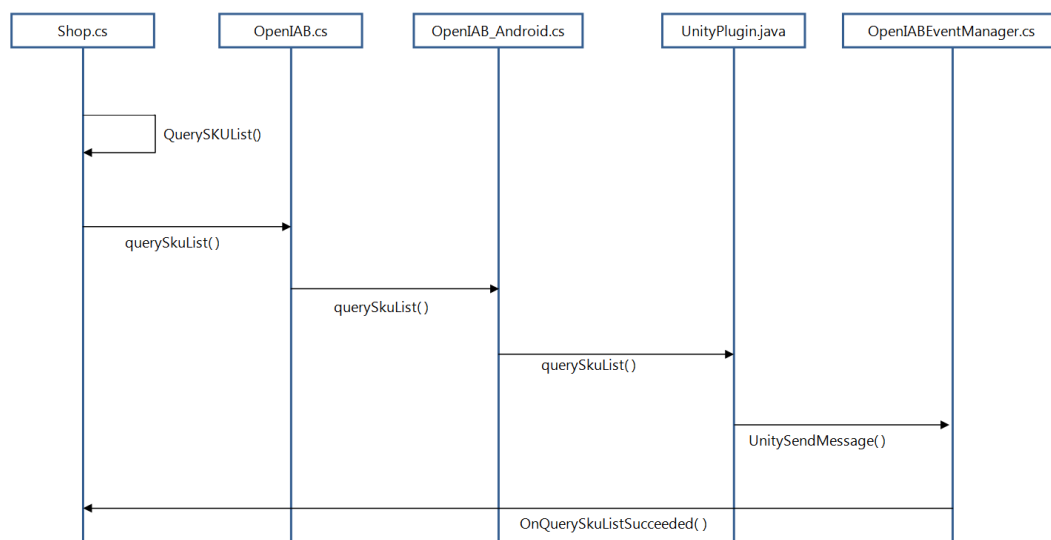 Shop.cs
OpenIAB.cs
OpenIAB_Android.cs
UnityPlugin.java
OpenIABEventManager.cs
QuerySKUList()
querySkuList( )
querySkuList( )
querySkuList( )
UnitySendMessage( )
OnQuerySkuListSucceeded( )